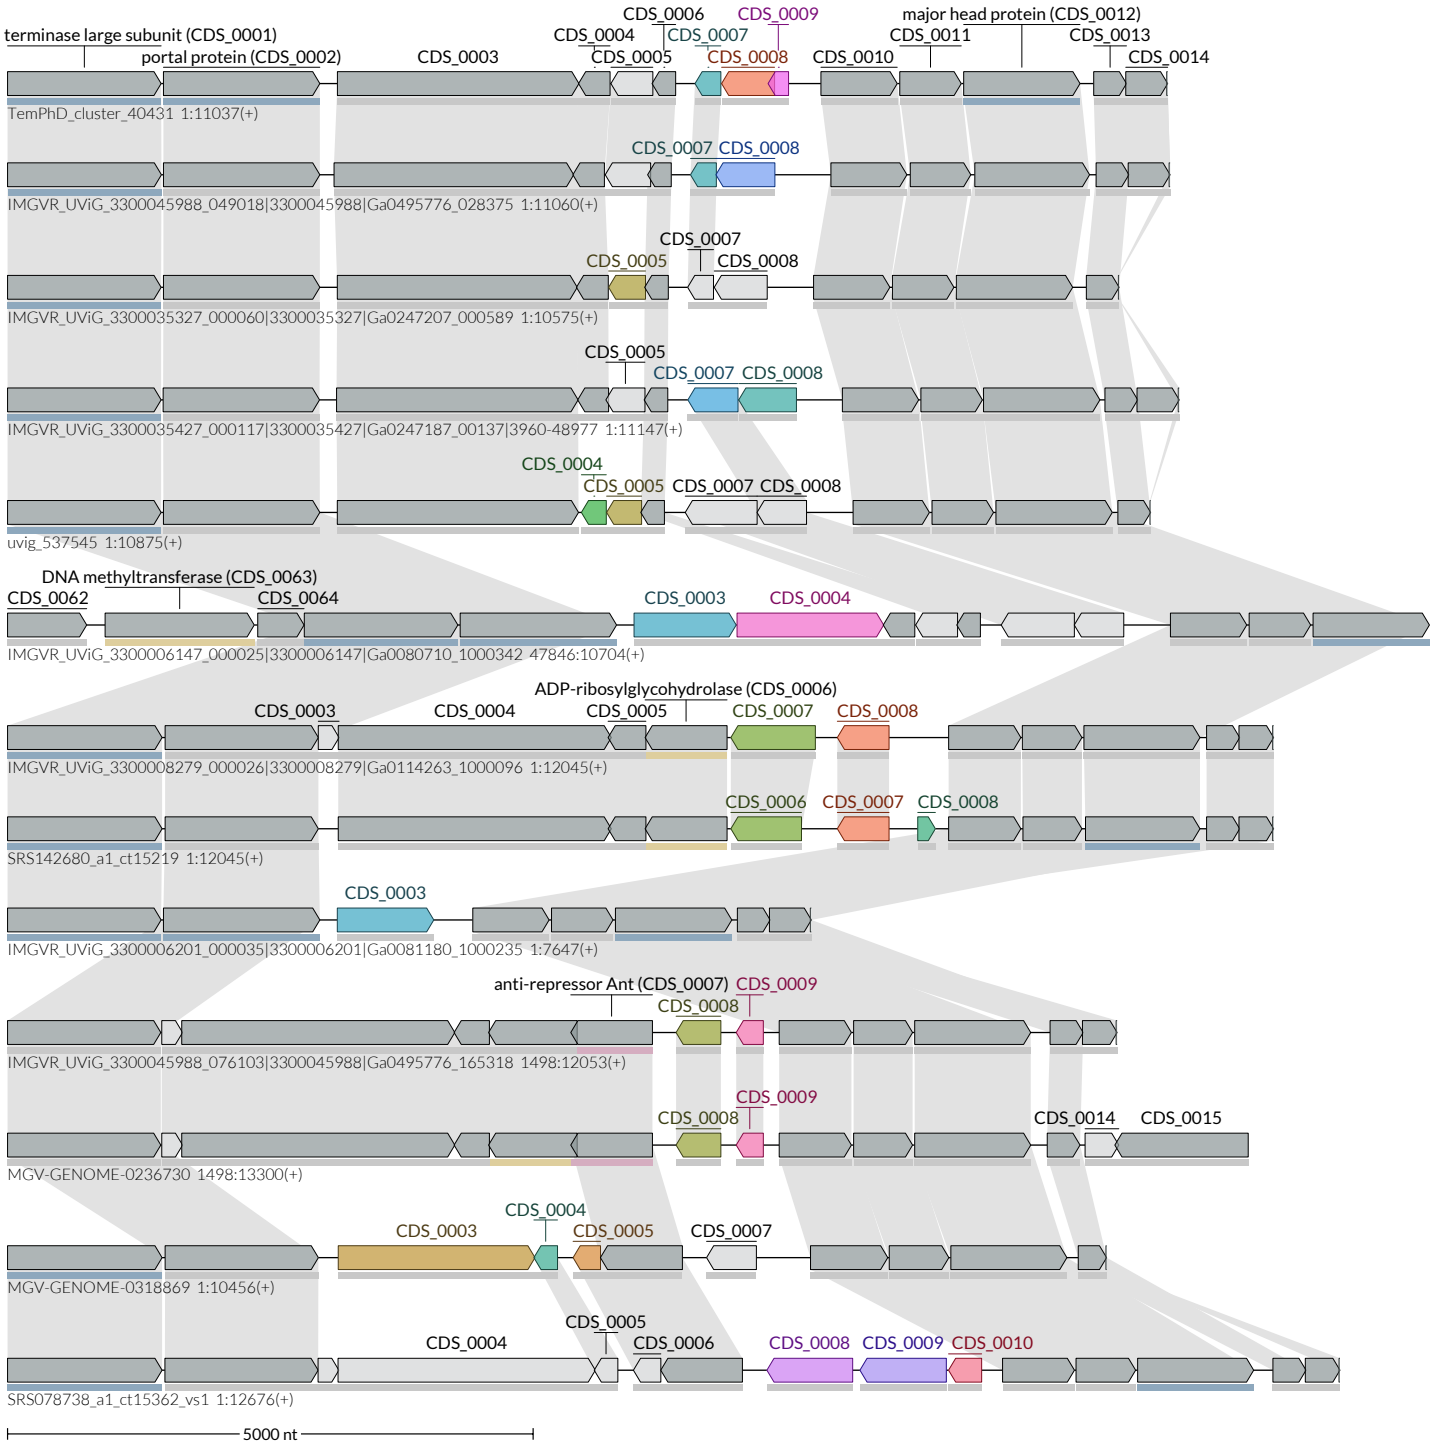 CDS_0006 CDS_0009 major head protein (CDS_0012)
terminase large subunit (CDS_0001) CDS_0004 CDS_0007 CDS_0011 CDS_0013
portal protein (CDS_0002) CDS_0003 CDS_0005 CDS_0008 CDS_0010 CDS_0014
TemPhD_cluster_40431 1:11037(+)
CDS_0007 CDS_0008
IMGVR_UViG_3300045988_049018|3300045988|Ga0495776_028375 1:11060(+)
CDS_0007
CDS_0005 CDS_0008
IMGVR_UViG_3300035327_000060|3300035327|Ga0247207_000589 1:10575(+)
CDS_0005
CDS_0007 CDS_0008
IMGVR_UViG_3300035427_000117|3300035427|Ga0247187_00137|3960-48977 1:11147(+)
CDS_0004
CDS_0005 CDS_0007 CDS_0008
uvig_537545 1:10875(+)
DNA methyltransferase (CDS_0063)
CDS_0062 CDS_0064 CDS_0003 CDS_0004
IMGVR_UViG_3300006147_000025|3300006147|Ga0080710_1000342 47846:10704(+)
ADP-ribosylglycohydrolase (CDS_0006)
CDS_0003 CDS_0004 CDS_0005 CDS_0007 CDS_0008
IMGVR_UViG_3300008279_000026|3300008279|Ga0114263_1000096 1:12045(+)
CDS_0006 CDS_0007 CDS_0008
SRS142680_a1_ct15219 1:12045(+)
CDS_0003
IMGVR_UViG_3300006201_000035|3300006201|Ga0081180_1000235 1:7647(+)
anti-repressor Ant (CDS_0007) CDS_0009
CDS_0008
IMGVR_UViG_3300045988_076103|3300045988|Ga0495776_165318 1498:12053(+)
CDS_0009
CDS_0008 CDS_0014 CDS_0015
MGV-GENOME-0236730 1498:13300(+)
CDS_0004
CDS_0003 CDS_0005 CDS_0007
MGV-GENOME-0318869 1:10456(+)
CDS_0005
CDS_0004 CDS_0006 CDS_0008 CDS_0009 CDS_0010
SRS078738_a1_ct15362_vs1 1:12676(+)
5000 nt